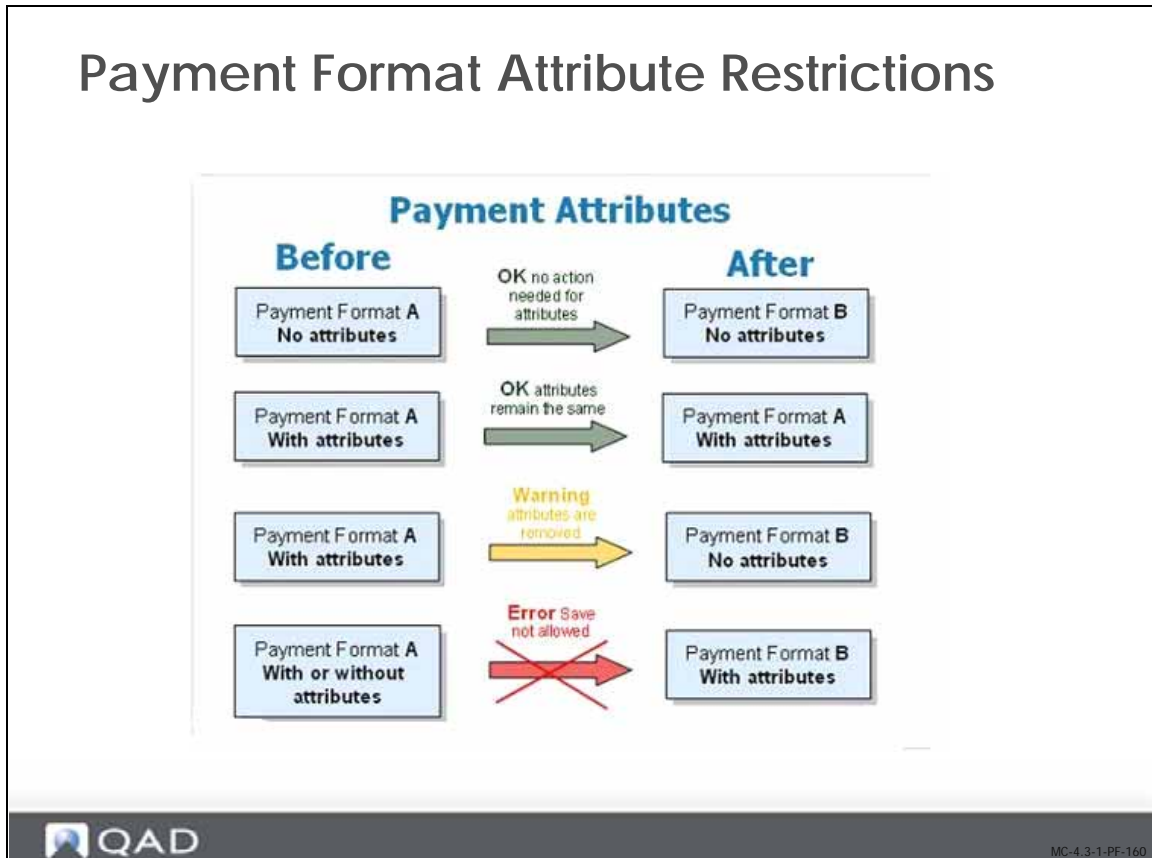 Payment Format Attribute Restrictions
Payment Attributes
Before
After
Payment Format A
No attributes
OK no action
needed for
attributes
Payment Format B
No attributes
Payment Format A
With attributes
OK attributes
remain the same
Payment Format A
With attributes
Payment Format A
With attributes
Warning
attributes are
removed
Payment Format B
No attributes
Payment Format A
With or without
attributes
Error Save
not allowed
Payment Format B
With attributes
QAD
MC-4.3-1-PF-160